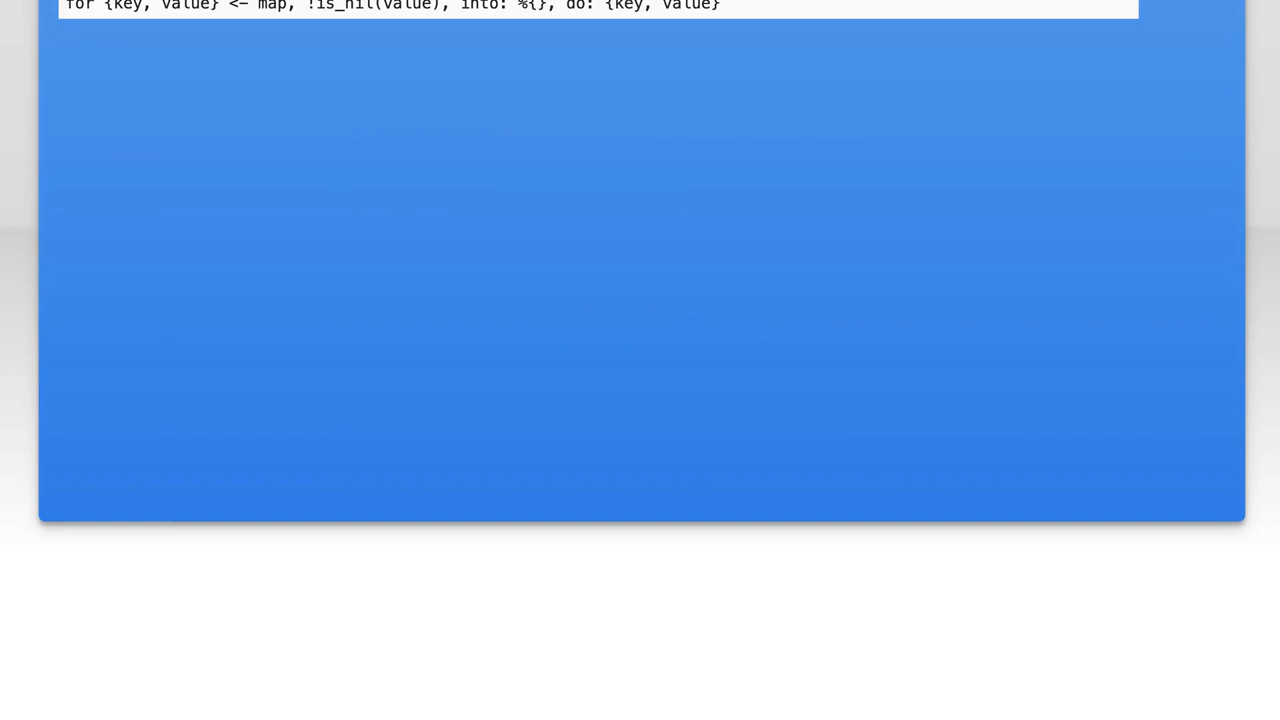 for {key, value} <- map, !is_nil(value), into: %{}, do: {key, value}